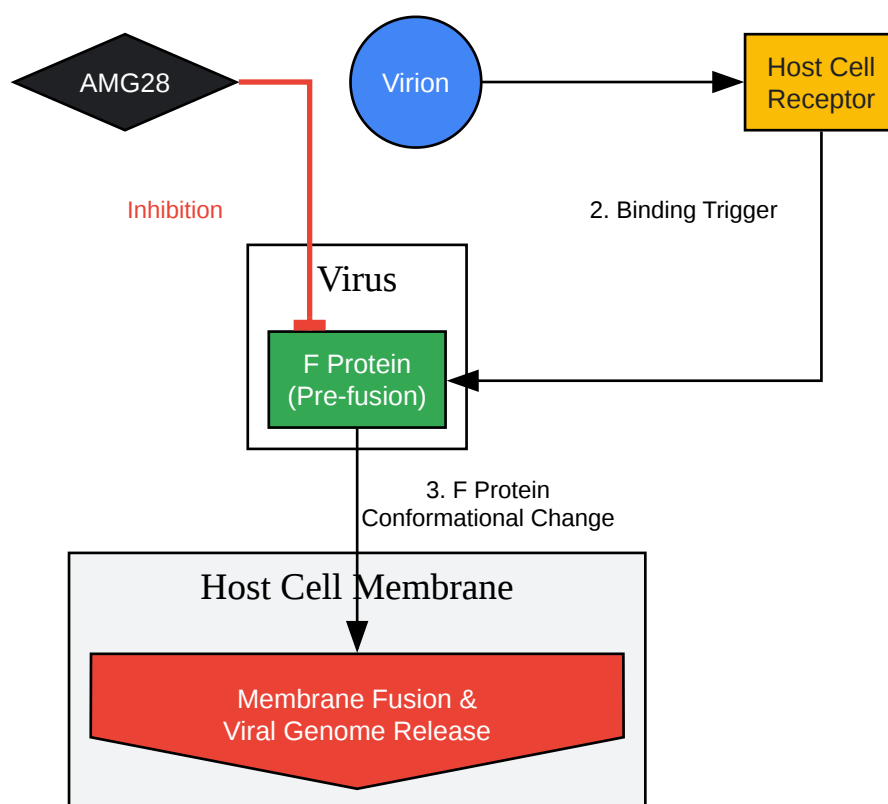 AMG28
Virion
Host Cell
Receptor
Inhibition
2. Binding Trigger
Virus
F Protein
(Pre-fusion)
3. F Protein
Conformational Change
Host Cell Membrane
Membrane Fusion &
Viral Genome Release